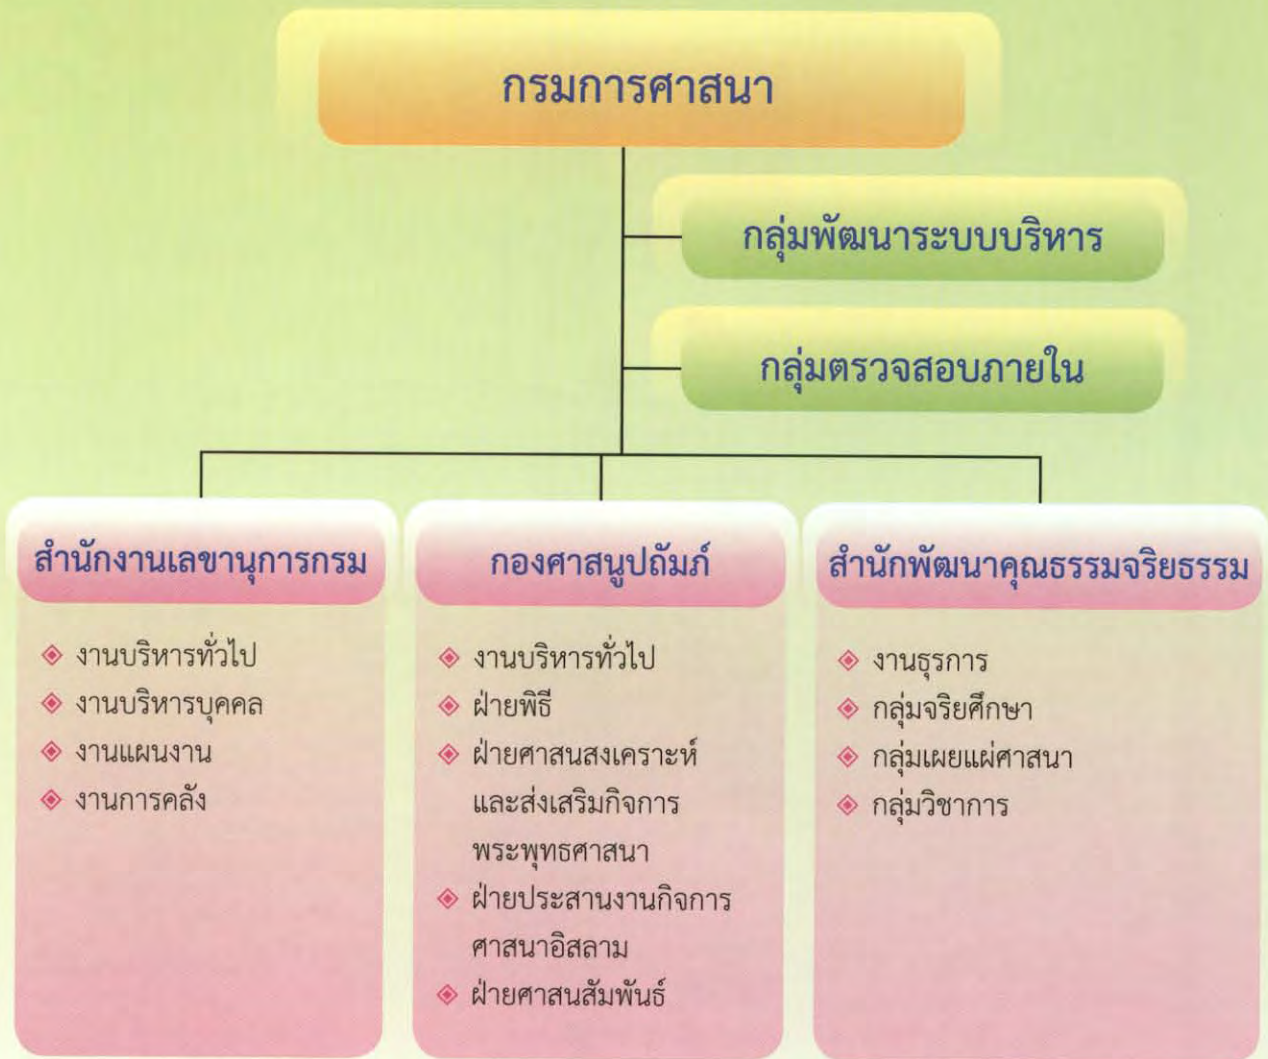 กรมการศาสนา
กลุ่มพัฒนาระบบบริหาร
กลุ่มตรวจสอบภายใน
สำนักงานเลขานุการกรม
งานบริหารทั่วไป
งานบริหารบุคคล
งานแผนงาน
งานการคลัง
กองศาสนูปถัมภ์
งานบริหารทั่วไป
ฝ่ายพิธี
ฝ่ายศาสนสงเคราะห์
และส่งเสริมกิจการ
พระพุทธศาสนา
ฝ่ายประสานงานกิจการ
ศาสนาอิสลาม
ฝ่ายศาสนสัมพันธ์
สำนักพัฒนาคุณธรรมจริยธรรม
งานธุรการ
กลุ่มจริยศึกษา
กลุ่มเผยแผ่ศาสนา
กลุ่มวิชาการ